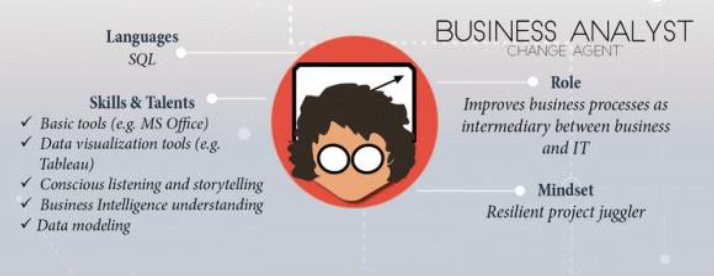 BUSINESS ANALYST
"CHANGE AGENT"
Languages
SQL
Skills & Talents
✓ Basic tools (e.g. MS Office)
✓ Data visualization tools (e.g.
Tableau)
✓ Conscious listening and storytelling
✓ Business Intelligence understanding
✓ Data modeling
Role
Improves business processes as
intermediary between business
and IT
Mindset
Resilient project juggler